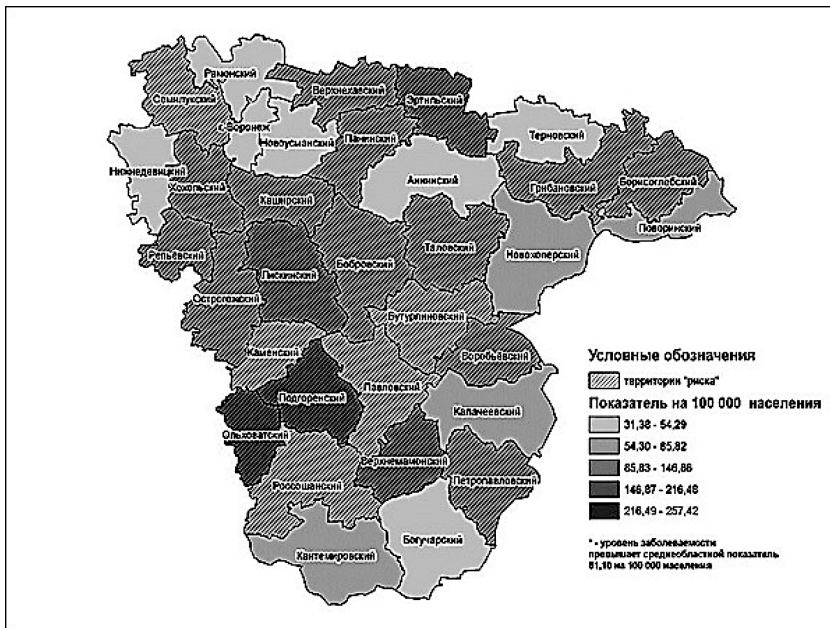 Рамонский
Семилукский
Верхнехавский
Эртильский
г. Воронеж
Новоусманский
Панинский
Терновский
Нижнедевицкий
Хохольский
Каширский
Аннинский
Грибановский
Борисоглебский
Поворинский
Репьёвский
Лискинский
Бобровский
Таловский
Новохоперский
Острогожский
Бутурлиновский
Каменский
Воробьёвский
Подгоренский
Павловский
Калачеевский
Ольховатский
Верхнемамонский
Петропавловский
Россошанский
Богучарский
Кантемировский
Условные обозначения
территории "риска"
Показатель на 100 000 населения
31,38 - 54,29
54,30 - 65,82
65,83 - 146,86
146,87 - 216,48
216,49 - 257,42
* - уровень заболеваемости
превышает среднеобластной показатель
81,10 на 100 000 населения